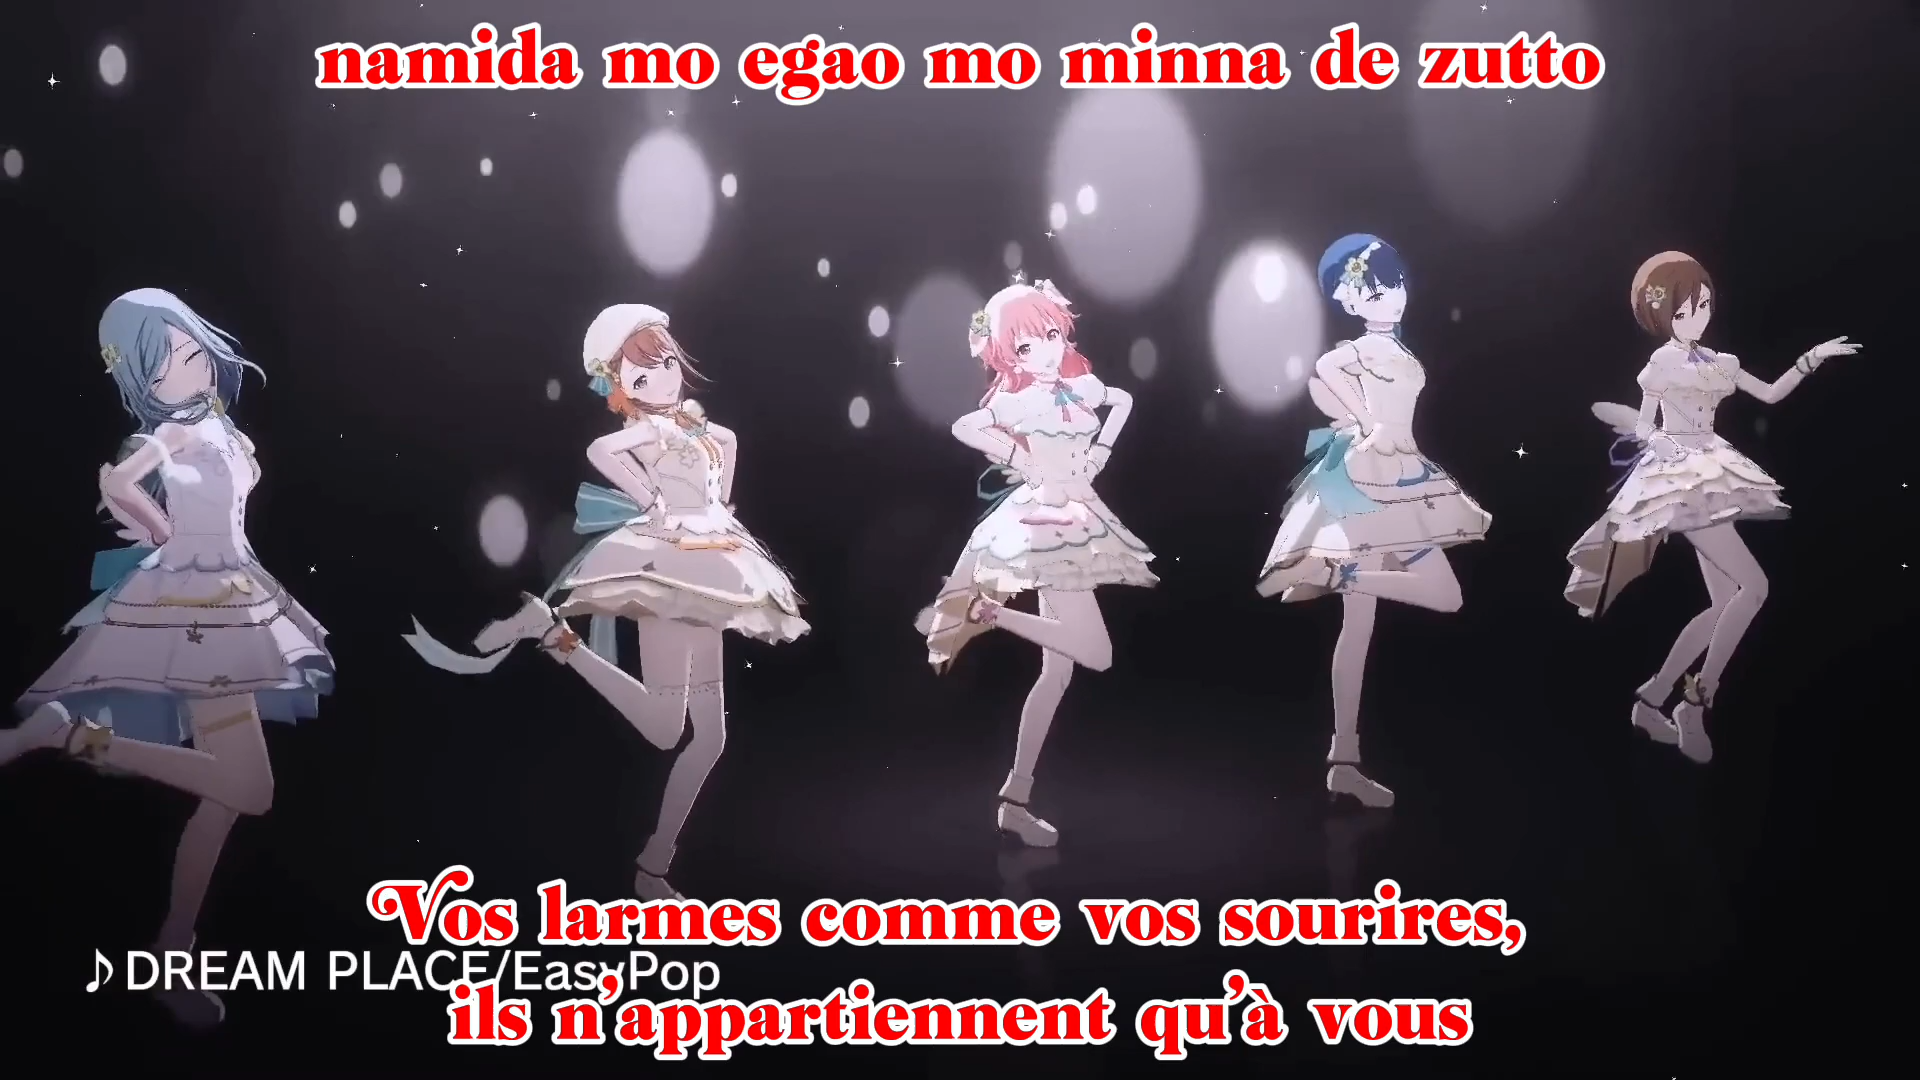 namida mo egao mo minna de zutto
Vos larmes comme vos sourires,
♪DREAM PLACE/EasyPop
ils n'appartiennent qu'à vous